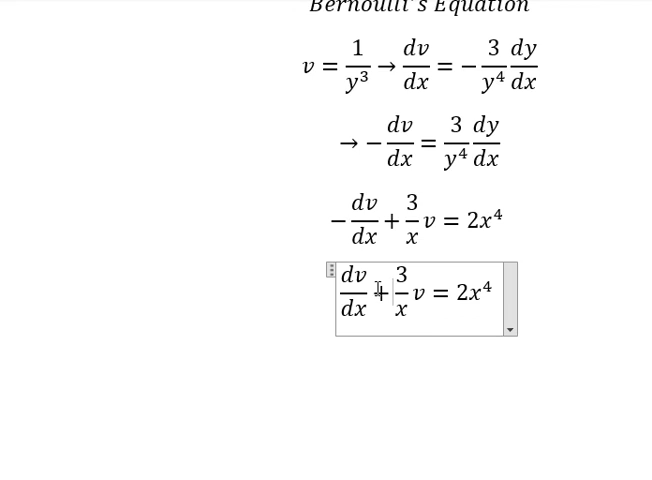 Bernoulli's Equation
v = 1/y³ → dv/dx = − 3/y⁴ dy/dx
→ − dv/dx = 3/y⁴ dy/dx
− dv/dx + 3/x v = 2x⁴
dv/dx + 3/x v = 2x⁴